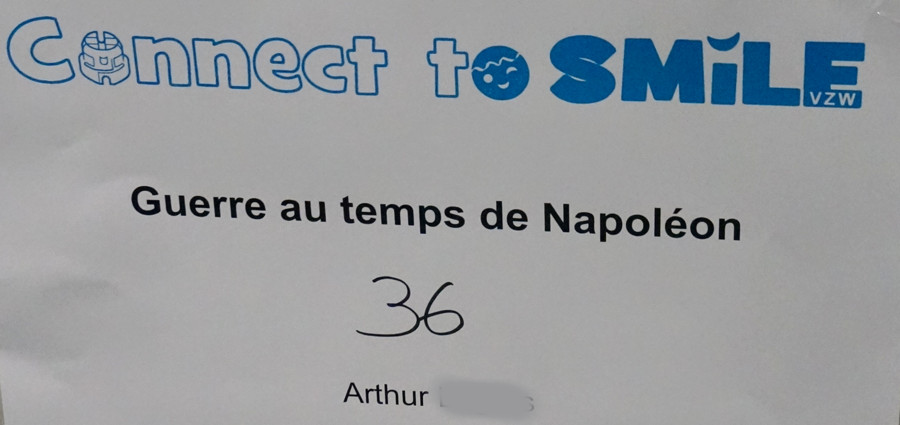 Connect to SMiLE
VZW
Guerre au temps de Napoléon
36
Arthur